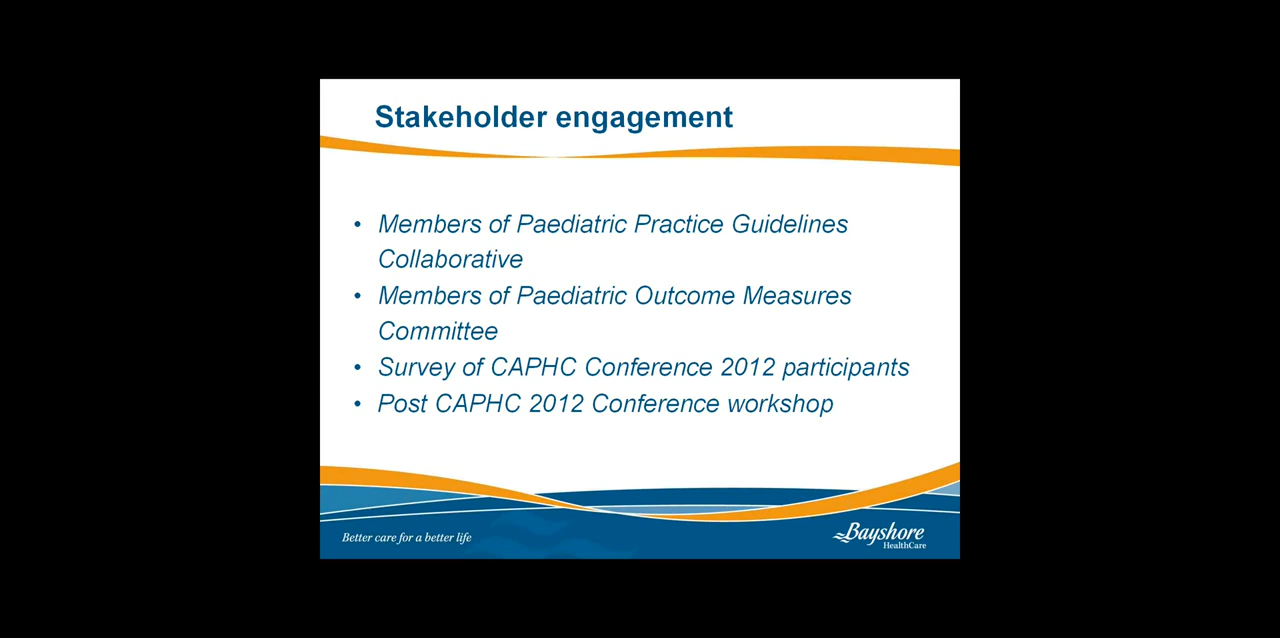 Stakeholder engagement
• Members of Paediatric Practice Guidelines
Collaborative
• Members of Paediatric Outcome Measures
Committee
• Survey of CAPHC Conference 2012 participants
• Post CAPHC 2012 Conference workshop
Better care for a better life
Bayshore
HealthCare